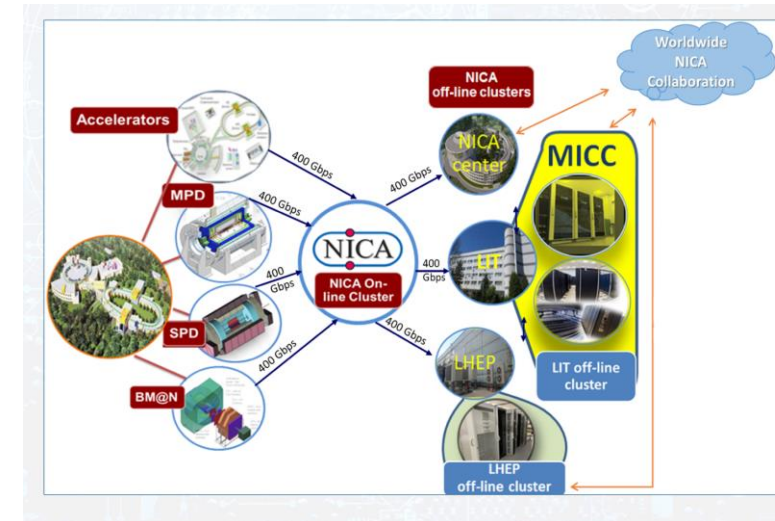 Worldwide
NICA
Collaboration
NICA
off-line clusters
Accelerators
400 Gbps
400 Gbps
NICA
center
MICC
MPD
400 Gbps
NICA
NICA On-
line Cluster
400
Gbps
400
Gbps
LIT
SPD
400 Gbps
400 Gbps
LHEP
LIT off-line
cluster
BM@N
LHEP
off-line cluster